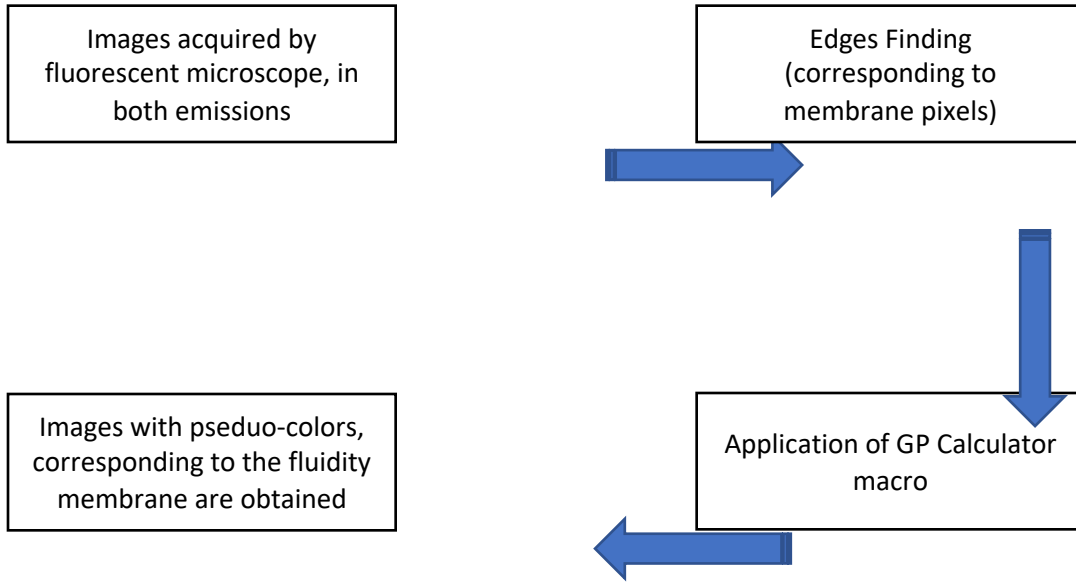 Images acquired by
fluorescent microscope, in
both emissions
Edges Finding
(corresponding to
membrane pixels)
Application of GP Calculator
macro
Images with pseduo-colors,
corresponding to the fluidity
membrane are obtained